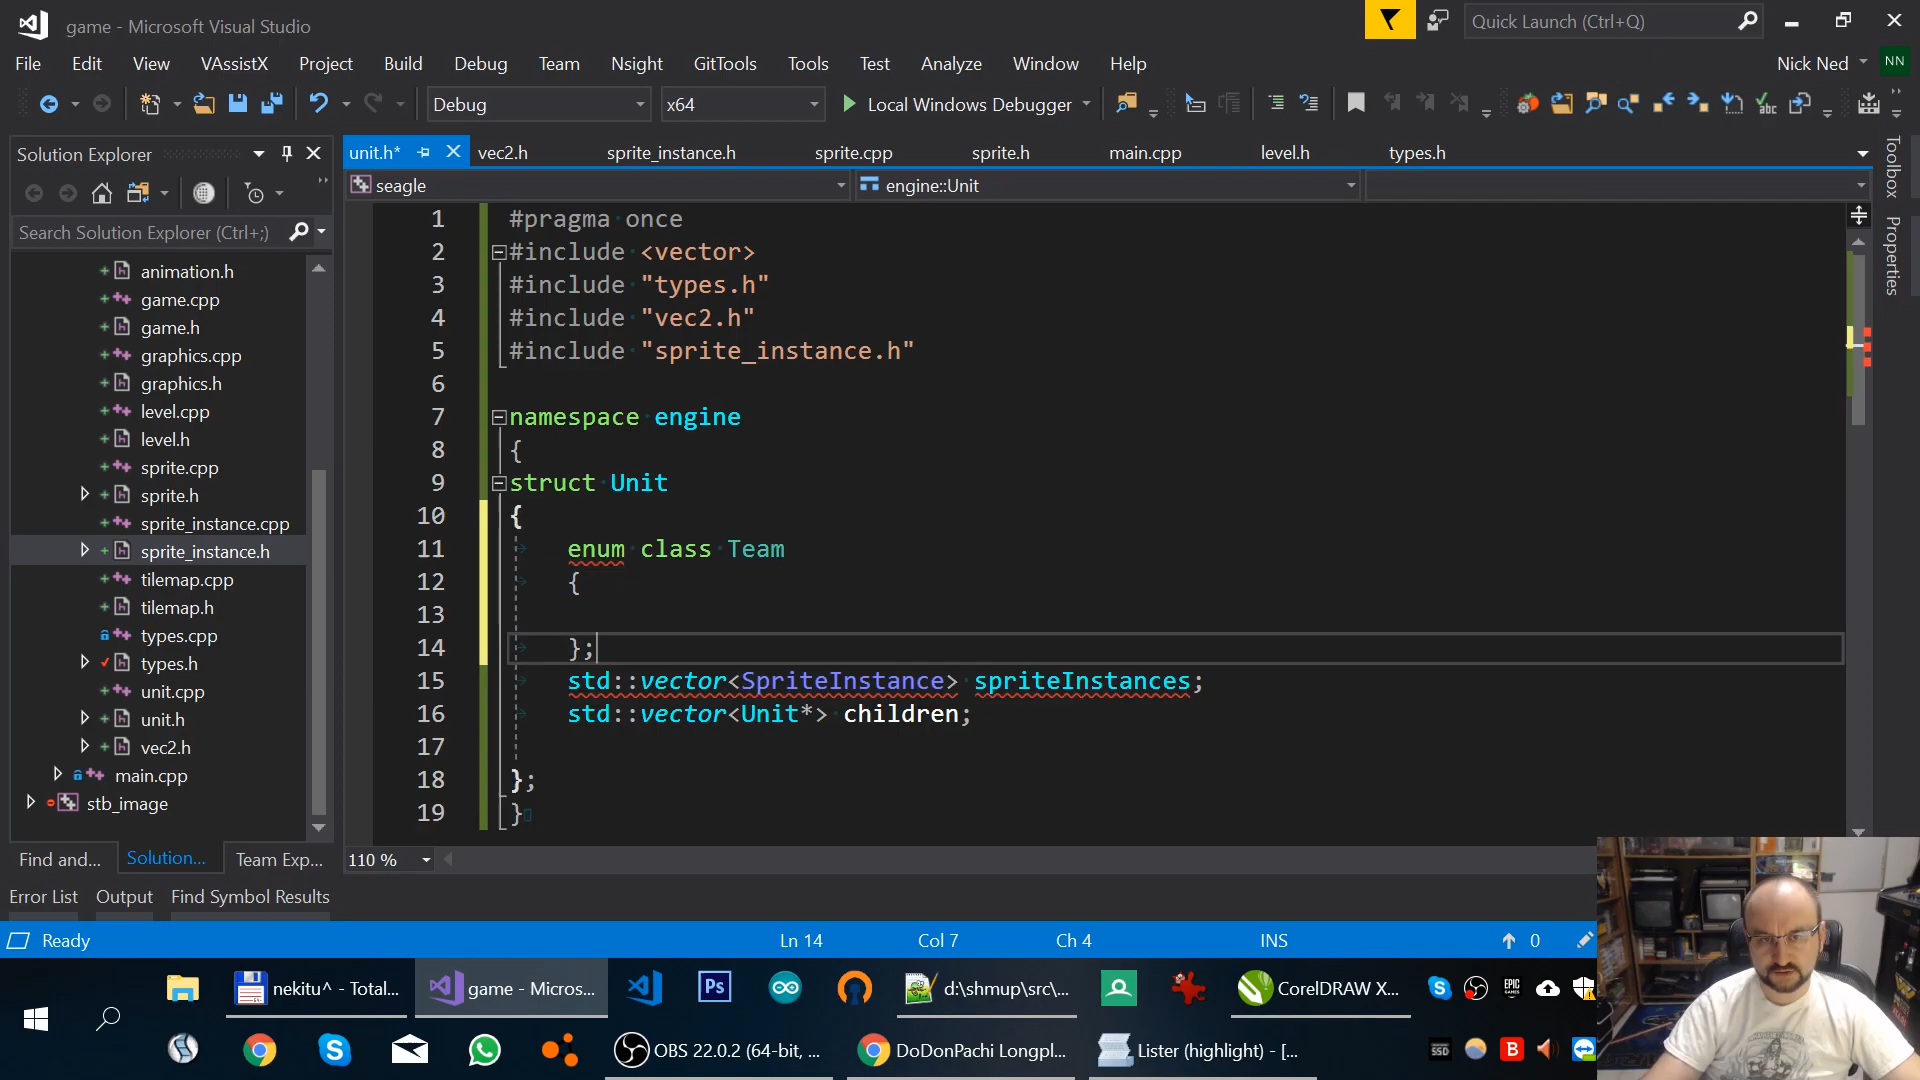 game - Microsoft Visual Studio
Quick Launch (Ctrl+Q)
File Edit View VAssistX Project Build Debug Team Nsight GitTools Tools Test Analyze Window Help
Nick Ned NN
Debug x64 Local Windows Debugger
Solution Explorer
unit.h* vec2.h sprite_instance.h sprite.cpp sprite.h main.cpp level.h types.h
seagle engine::Unit
Search Solution Explorer (Ctrl+;)
Toolbox
Properties
animation.h
game.cpp
game.h
graphics.cpp
graphics.h
level.cpp
level.h
sprite.cpp
sprite.h
sprite_instance.cpp
sprite_instance.h
tilemap.cpp
tilemap.h
types.cpp
types.h
unit.cpp
unit.h
vec2.h
main.cpp
stb_image
1 #pragma once
2 #include <vector>
3 #include "types.h"
4 #include "vec2.h"
5 #include "sprite_instance.h"
6
7 namespace engine
8 {
9 struct Unit
10 {
11 enum class Team
12 {
13
14 };
15 std::vector<SpriteInstance> spriteInstances;
16 std::vector<Unit*> children;
17
18 };
19 }
110 %
Find and... Solution... Team Exp...
Error List Output Find Symbol Results
Ready Ln 14 Col 7 Ch 4 INS 0
nekitu^ - Total... game - Micros... Ps d:\shmup\src\... CorelDRAW X... EPIC GAMES
OBS 22.0.2 (64-bit, ... DoDonPachi Longpl... Lister (highlight) - [... SSD B